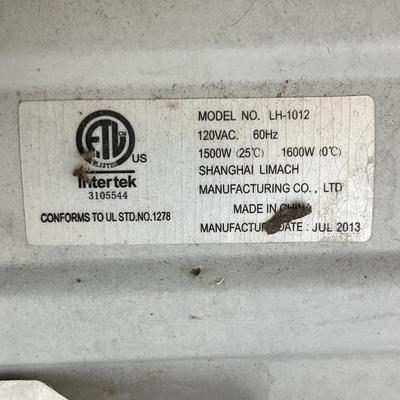 ETL
LISTED
US
Intertek
3105544
CONFORMS TO UL STD.NO.1278
MODEL NO. LH-1012
120VAC. 60Hz
1500W (25℃) 1600W (0℃)
SHANGHAI LIMACH
MANUFACTURING CO., LTD
MADE IN CHINA
MANUFACTURE DATE : JUL 2013